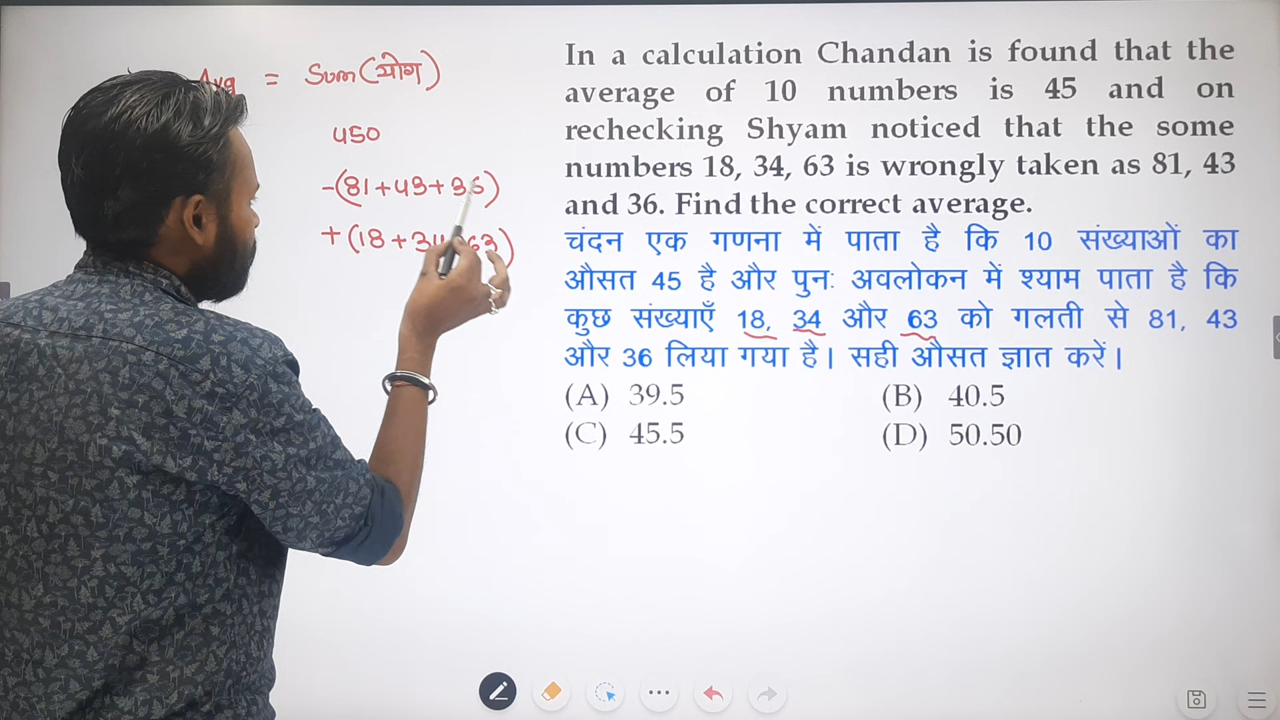 Avg = Sum (योग)
450
-(81+43+36)
+(18+34+63)
In a calculation Chandan is found that the
average of 10 numbers is 45 and on
rechecking Shyam noticed that the some
numbers 18, 34, 63 is wrongly taken as 81, 43
and 36. Find the correct average.
चंदन एक गणना में पाता है कि 10 संख्याओं का
औसत 45 है और पुनः अवलोकन में श्याम पाता है कि
कुछ संख्याएँ 18, 34 और 63 को गलती से 81, 43
और 36 लिया गया है। सही औसत ज्ञात करें।
(A) 39.5 (B) 40.5
(C) 45.5 (D) 50.50